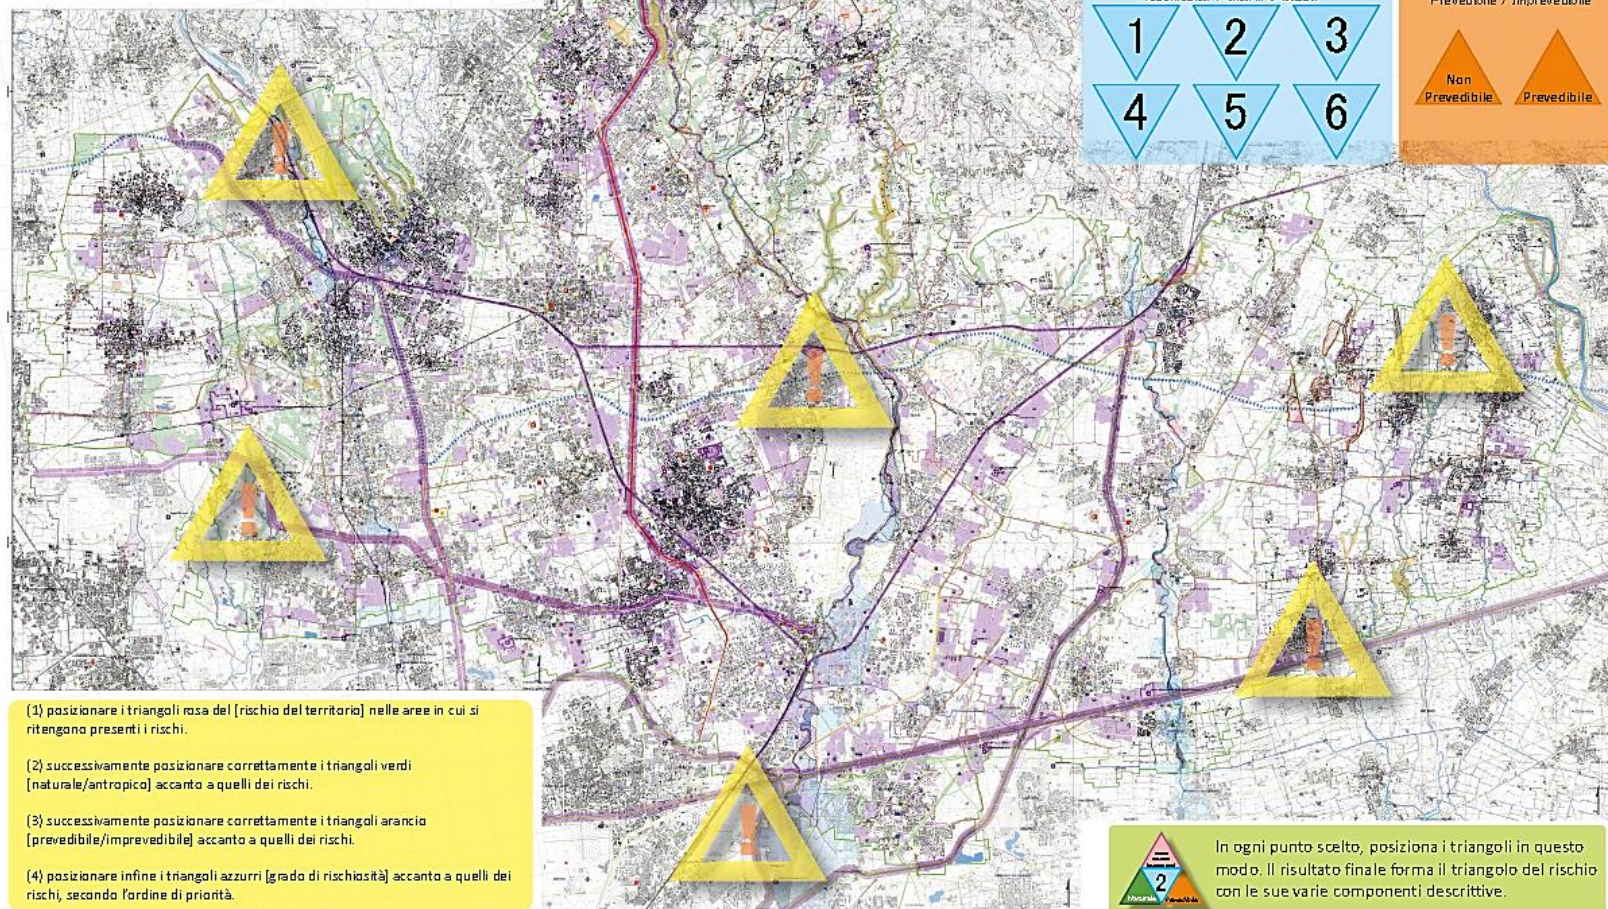 Prevedibile / Imprevedibile
1 2 3
Non
Prevedibile
Prevedibile
4 5 6
(1) posizionare i triangoli rosa del [rischio del territorio] nelle aree in cui si
ritengono presenti i rischi.
(2) successivamente posizionare correttamente i triangoli verdi
[naturale/antropico] accanto a quelli dei rischi.
(3) successivamente posizionare correttamente i triangoli arancio
[prevedibile/imprevedibile] accanto a quelli dei rischi.
(4) posizionare infine i triangoli azzurri [grado di rischiosità] accanto a quelli dei
rischi, secondo l'ordine di priorità.
In ogni punto scelto, posiziona i triangoli in questo
modo. Il risultato finale forma il triangolo del rischio
con le sue varie componenti descrittive.
2
Naturale
Prevedibile